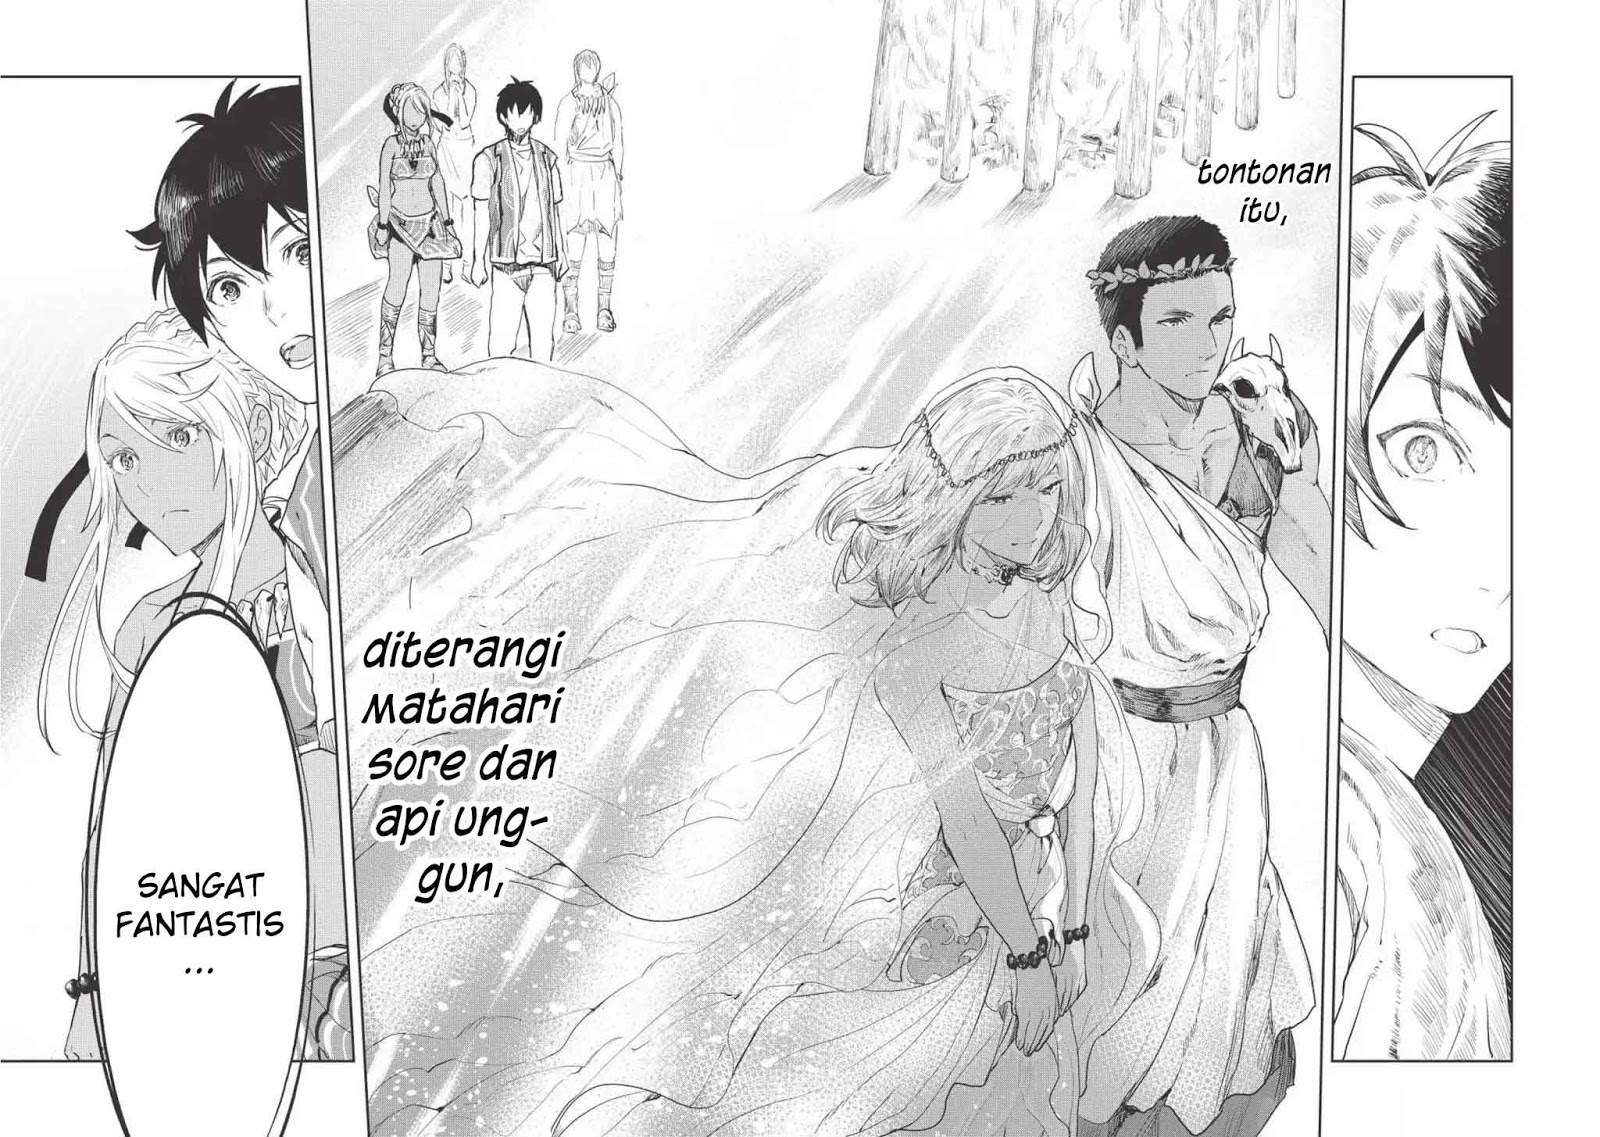 tontonan
itu,
diterangi
matahari
sore dan
api ung-
gun,
SANGAT
FANTASTIS
...